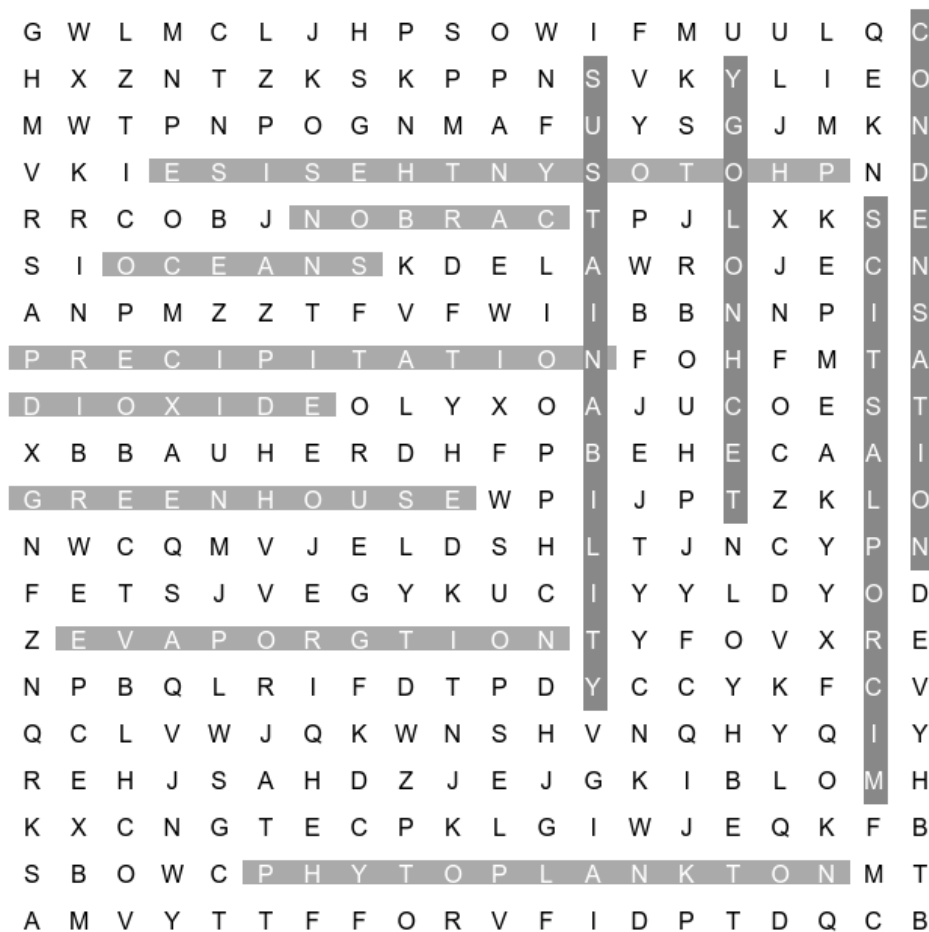 G W L M C L J H P S O W I F M U U L Q C
H X Z N T Z K S K P P N S V K Y L I E O
M W T P N P O G N M A F U Y S G J M K N
V K I E S I S E H T N Y S O T O H P N D
R R C O B J N O B R A C T P J L X K S E
S I O C E A N S K D E L A W R O J E C N
A N P M Z Z T F V F W I I B B N N P I S
P R E C I P I T A T I O N F O H F M T A
D I O X I D E O L Y X O A J U C O E S T
X B B A U H E R D H F P B E H E C A A I
G R E E N H O U S E W P I J P T Z K L O
N W C Q M V J E L D S H L T J N C Y P N
F E T S J V E G Y K U C I Y Y L D Y O D
Z E V A P O R G T I O N T Y F O V X R E
N P B Q L R I F D T P D Y C C Y K F C V
Q C L V W J Q K W N S H V N Q H Y Q I Y
R E H J S A H D Z J E J G K I B L O M H
K X C N G T E C P K L G I W J E Q K F B
S B O W C P H Y T O P L A N K T O N M T
A M V Y T T F F O R V F I D P T D Q C B